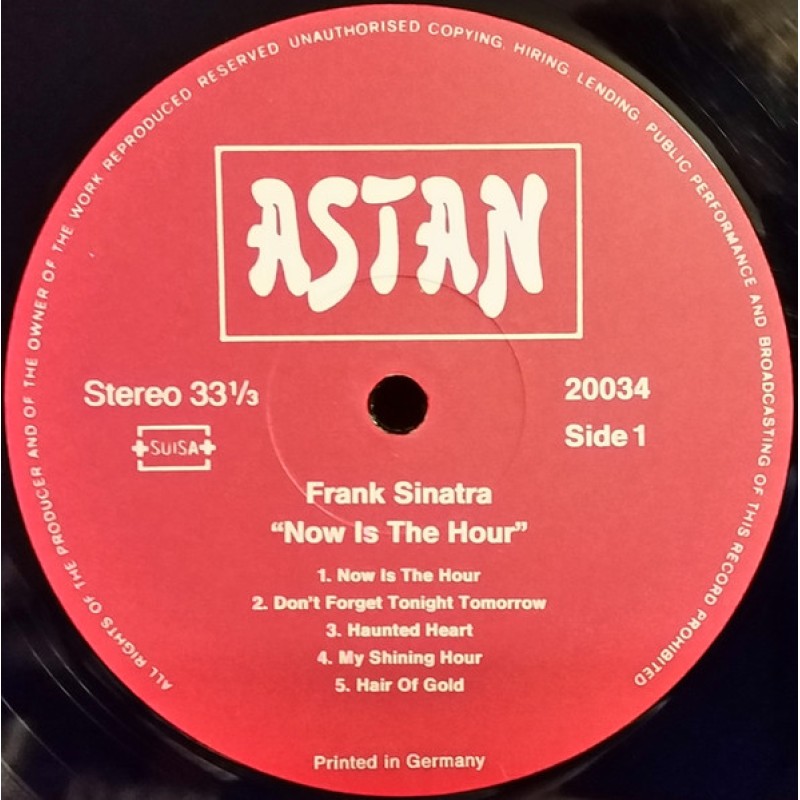 ALL RIGHTS OF THE PRODUCER AND OF THE OWNER OF THE WORK REPRODUCED RESERVED UNAUTHORISED COPYING, HIRING, LENDING, PUBLIC PERFORMANCE AND BROADCASTING OF THIS RECORD PROHIBITED
ASTAN
Stereo 33⅓
20034
SUISA
Side 1
Frank Sinatra
“Now Is The Hour”
1. Now Is The Hour
2. Don't Forget Tonight Tomorrow
3. Haunted Heart
4. My Shining Hour
5. Hair Of Gold
Printed in Germany